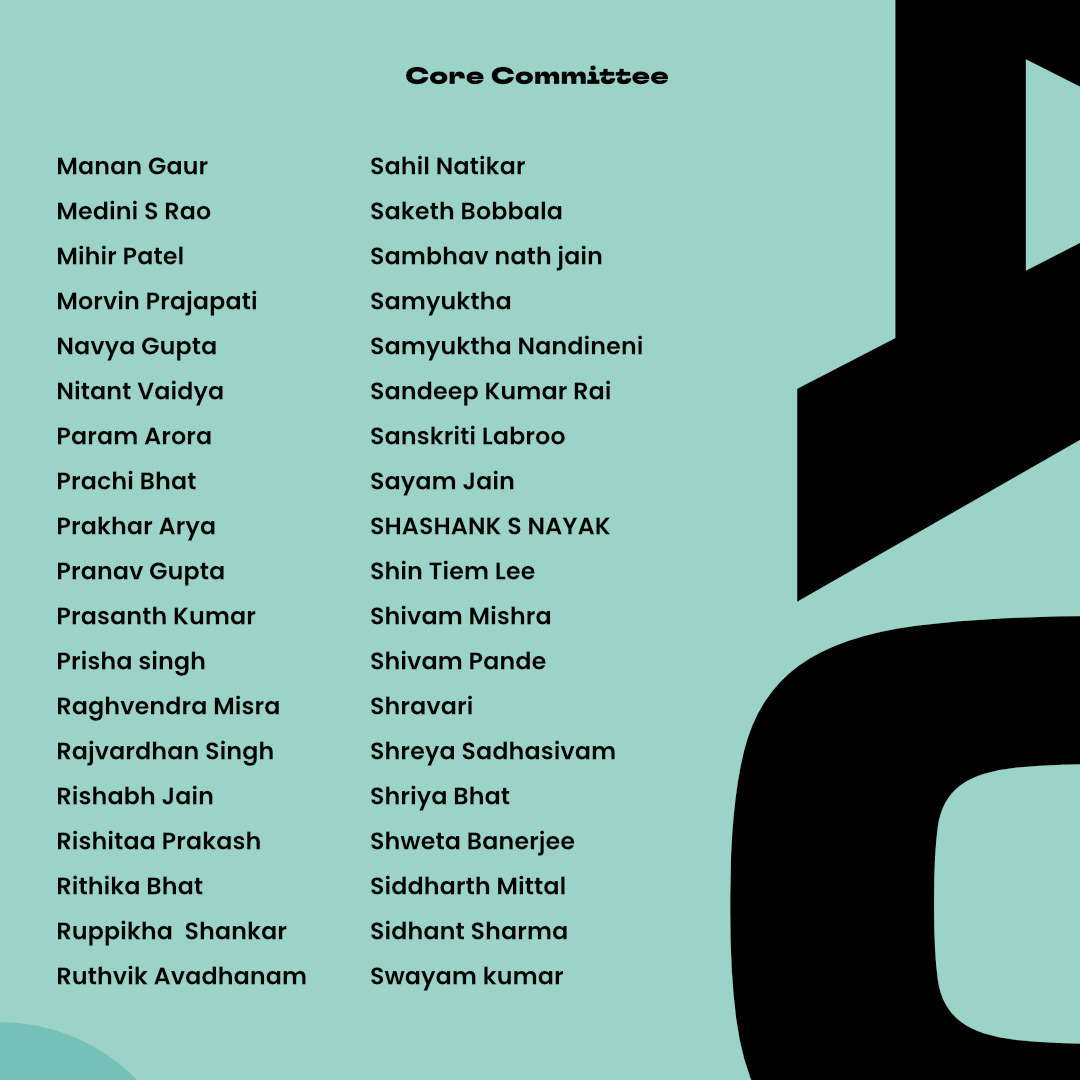 Core Committee
Manan Gaur
Medini S Rao
Mihir Patel
Morvin Prajapati
Navya Gupta
Nitant Vaidya
Param Arora
Prachi Bhat
Prakhar Arya
Pranav Gupta
Prasanth Kumar
Prisha singh
Raghvendra Misra
Rajvardhan Singh
Rishabh Jain
Rishitaa Prakash
Rithika Bhat
Ruppikha  Shankar
Ruthvik Avadhanam
Sahil Natikar
Saketh Bobbala
Sambhav nath jain
Samyuktha
Samyuktha Nandineni
Sandeep Kumar Rai
Sanskriti Labroo
Sayam Jain
SHASHANK S NAYAK
Shin Tiem Lee
Shivam Mishra
Shivam Pande
Shravari
Shreya Sadhasivam
Shriya Bhat
Shweta Banerjee
Siddharth Mittal
Sidhant Sharma
Swayam kumar